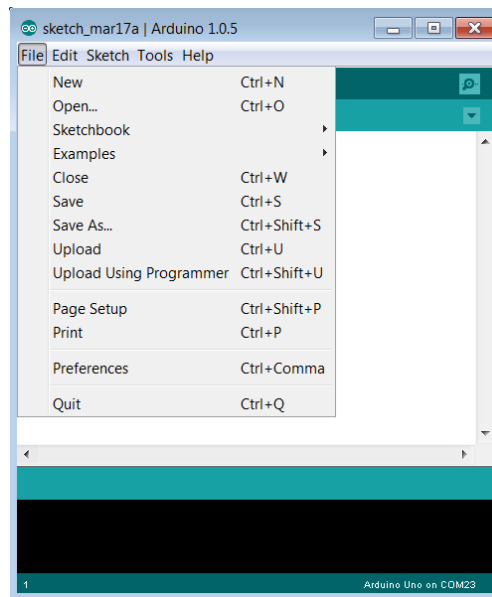 sketch_mar17a | Arduino 1.0.5
File Edit Sketch Tools Help
New Ctrl+N
Open... Ctrl+O
Sketchbook
Examples
Close Ctrl+W
Save Ctrl+S
Save As... Ctrl+Shift+S
Upload Ctrl+U
Upload Using Programmer Ctrl+Shift+U
Page Setup Ctrl+Shift+P
Print Ctrl+P
Preferences Ctrl+Comma
Quit Ctrl+Q
1 Arduino Uno on COM23